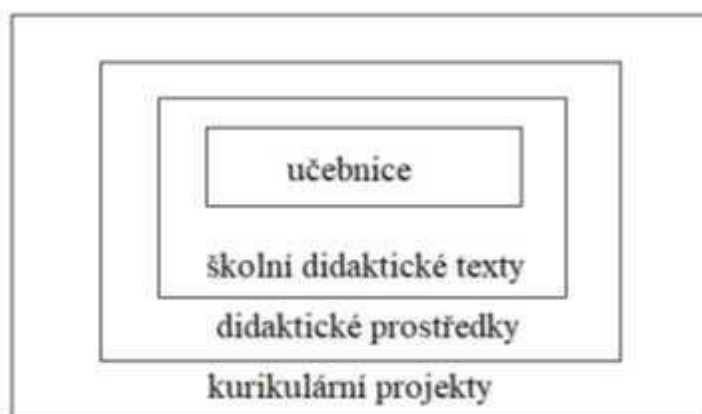 učebnice
školní didaktické texty
didaktické prostředky
kurikulární projekty